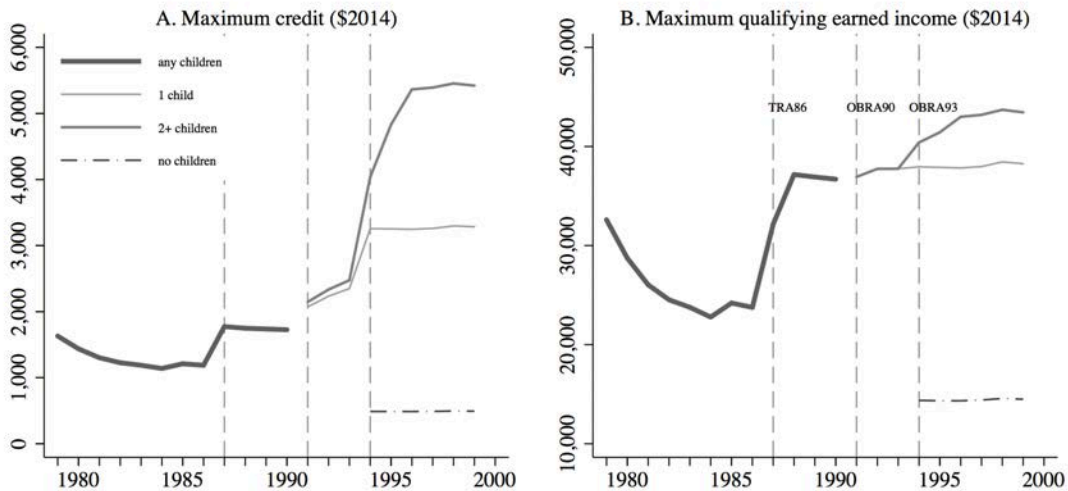 A. Maximum credit ($2014)
6,000
5,000
4,000
3,000
2,000
1,000
0
any children
1 child
2+ children
no children
1980 1985 1990 1995 2000
B. Maximum qualifying earned income ($2014)
50,000
40,000
30,000
20,000
10,000
TRA86 OBRA90 OBRA93
1980 1985 1990 1995 2000